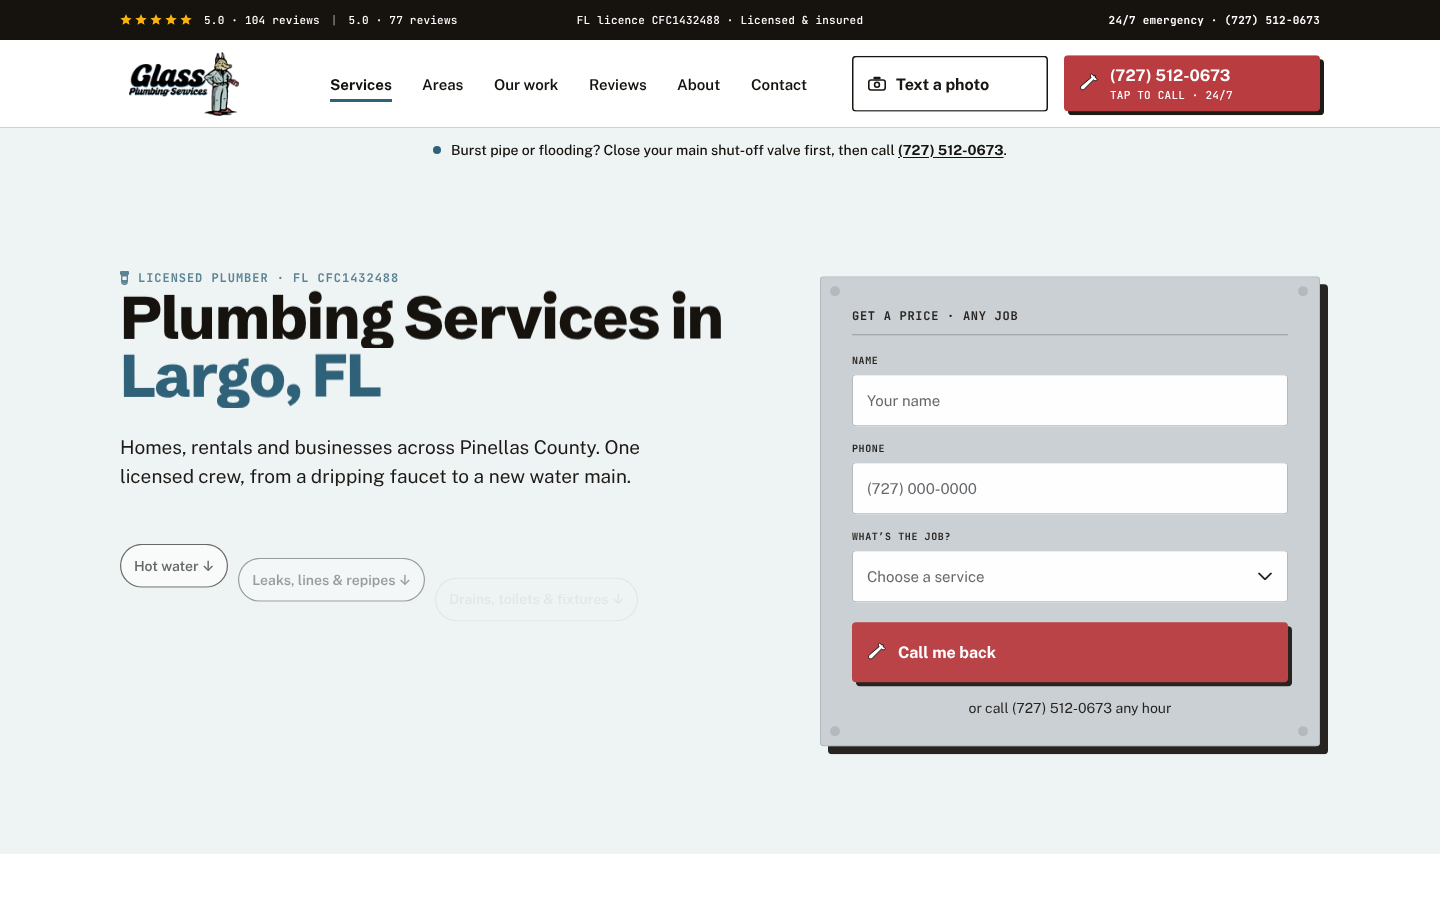 5.0 · 104 reviews | 5.0 · 77 reviews
FL licence CFC1432488 · Licensed & insured
24/7 emergency · (727) 512-0673
Glass
Plumbing Services
Services
Areas
Our work
Reviews
About
Contact
Text a photo
(727) 512-0673
TAP TO CALL · 24/7
Burst pipe or flooding? Close your main shut-off valve first, then call (727) 512-0673.
LICENSED PLUMBER · FL CFC1432488
Plumbing Services in
Largo, FL
Homes, rentals and businesses across Pinellas County. One
licensed crew, from a dripping faucet to a new water main.
Hot water ↓
Leaks, lines & repipes ↓
Drains, toilets & fixtures ↓
GET A PRICE · ANY JOB
NAME
Your name
PHONE
(727) 000-0000
WHAT'S THE JOB?
Choose a service
Call me back
or call (727) 512-0673 any hour